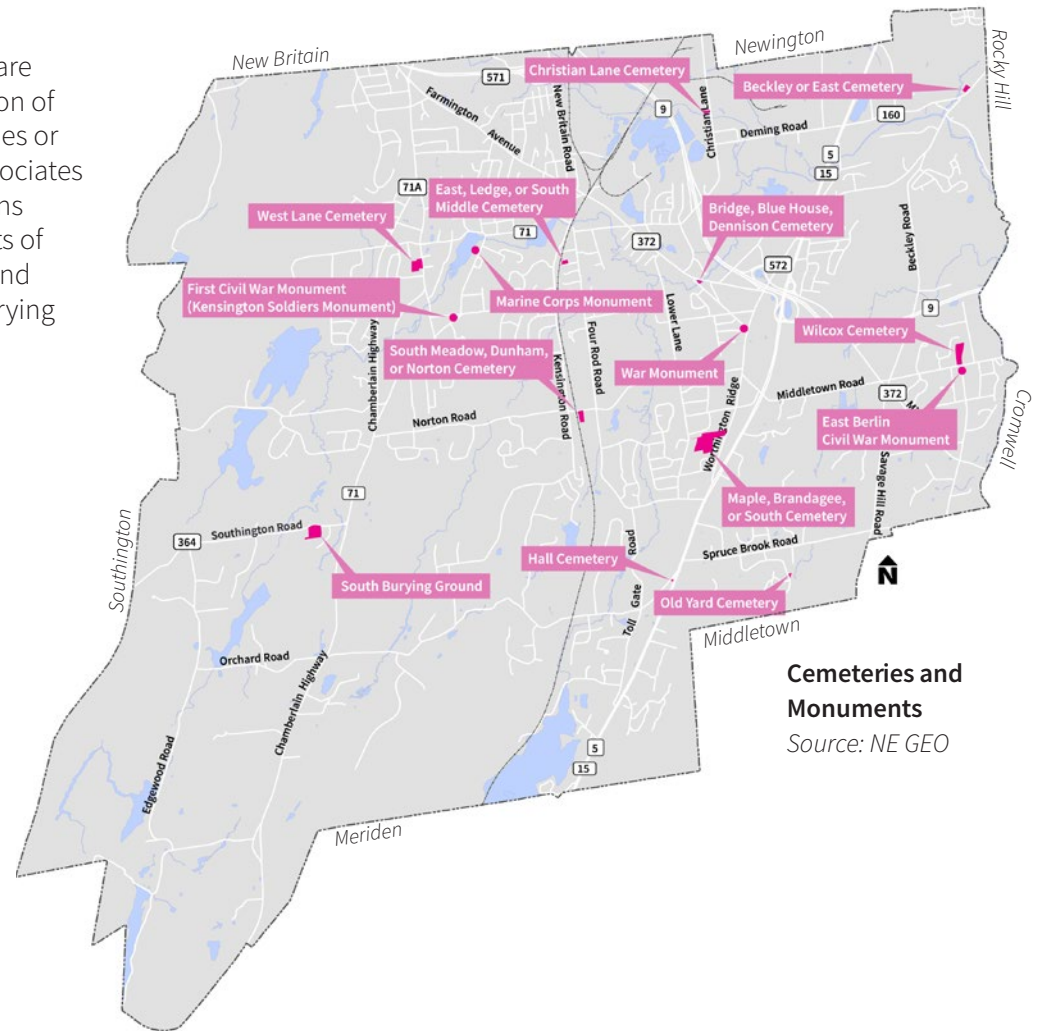 are
on of
es or
sociates
ns
ts of
nd
rying
New Britain
Newington
Rocky Hill
571
Christian Lane Cemetery
Beckley or East Cemetery
Farmington Avenue
New Britain Road
9
Christian Lane
160
Deming Road
5
15
71A
East, Ledge, or South
Middle Cemetery
West Lane Cemetery
Bridge, Blue House,
Dennison Cemetery
71
372
Beckley Road
572
First Civil War Monument
(Kensington Soldiers Monument)
Marine Corps Monument
Lower Lane
9
Wilcox Cemetery
Chamberlain Highway
South Meadow, Dunham,
or Norton Cemetery
Kensington Road
Four Rod Road
War Monument
Middletown Road
372
Cromwell
Norton Road
Worthington Ridge
East Berlin
Civil War Monument
Savage Hill Road
71
Maple, Brandagee,
or South Cemetery
Southington
364
Southington Road
Spruce Brook Road
Hall Cemetery
South Burying Ground
Toll Gate Road
Old Yard Cemetery
N
Middletown
Orchard Road
Chamberlain Highway
Cemeteries and
Monuments
Source: NE GEO
Edgewood Road
5
15
Meriden